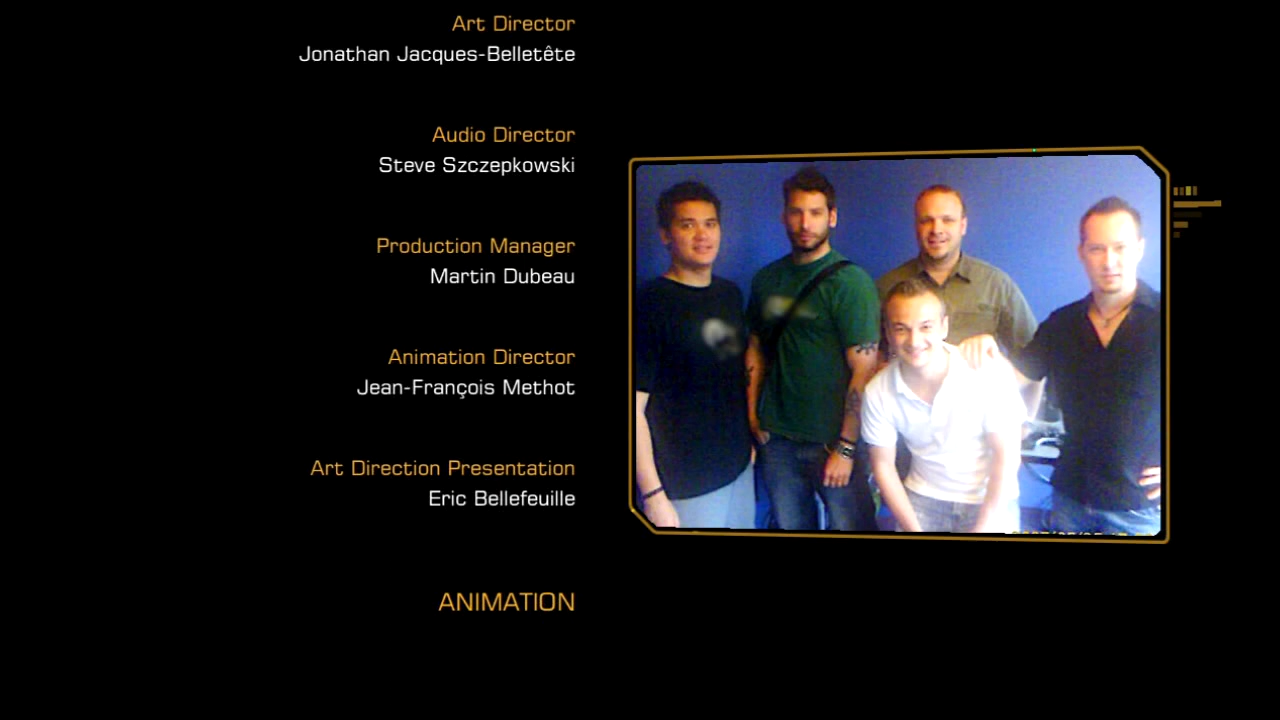 Art Director
Jonathan Jacques-Belletête
Audio Director
Steve Szczepkowski
Production Manager
Martin Dubeau
Animation Director
Jean-François Methot
Art Direction Presentation
Eric Bellefeuille
ANIMATION